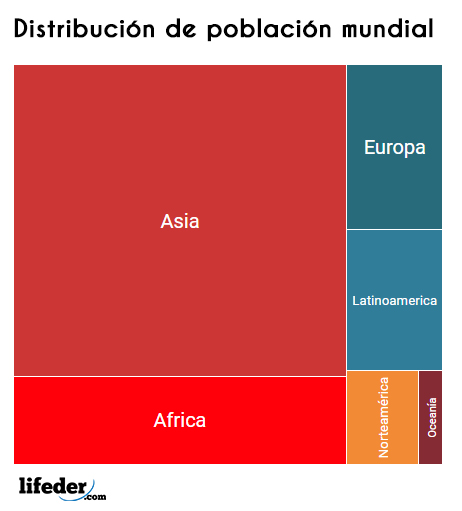 Distribución de población mundial
Europa
Asia
Latinoamerica
Africa
Norteamérica
Oceanía
lifeder.com